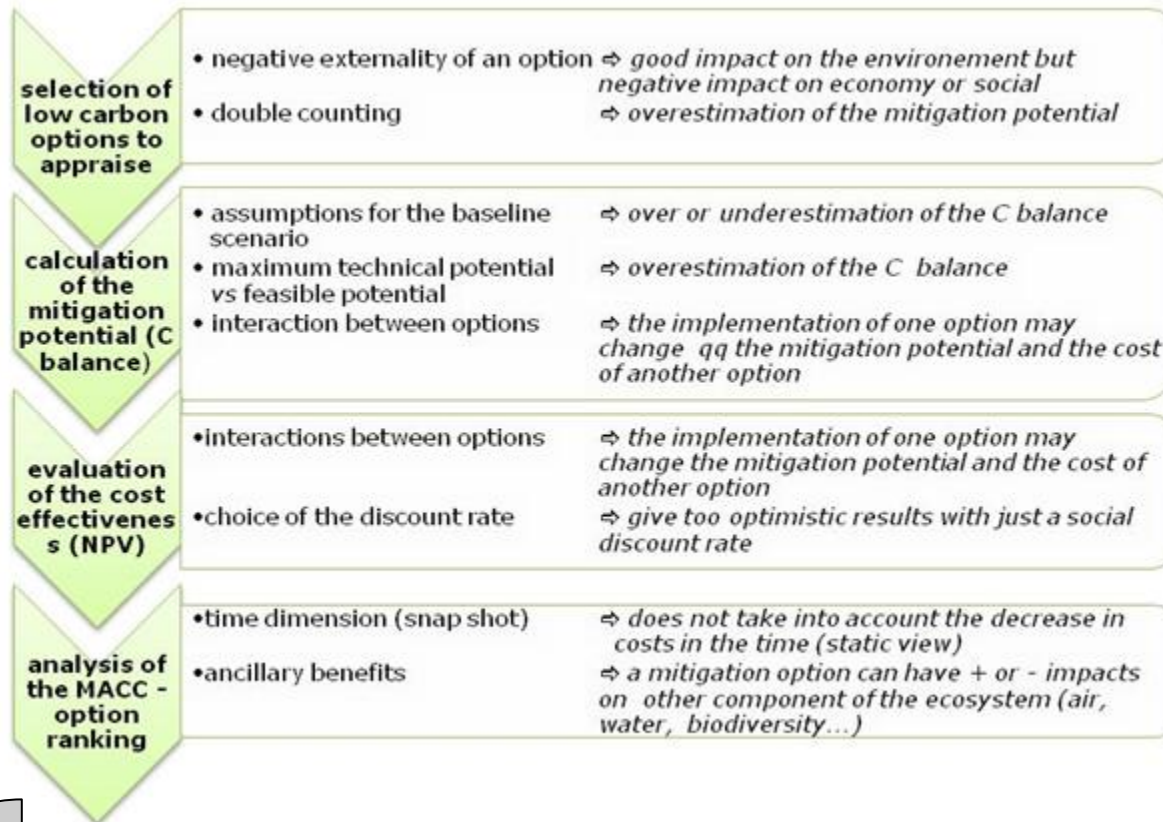 selection of
low carbon
options to
appraise
• negative externality of an option ⇨ good impact on the environement but
negative impact on economy or social
• double counting ⇨ overestimation of the mitigation potential
calculation
of the
mitigation
potential (C
balance)
• assumptions for the baseline ⇨ over or underestimation of the C balance
scenario
• maximum technical potential ⇨ overestimation of the C balance
vs feasible potential
• interaction between options ⇨ the implementation of one option may
change qq the mitigation potential and the cost
of another option
evaluation
of the cost
effectivenes
s (NPV)
•interactions between options ⇨ the implementation of one option may
change the mitigation potential and the cost of
another option
•choice of the discount rate ⇨ give too optimistic results with just a social
discount rate
analysis of
the MACC -
option
ranking
•time dimension (snap shot) ⇨ does not take into account the decrease in
costs in the time (static view)
•ancillary benefits ⇨ a mitigation option can have + or - impacts
on other component of the ecosystem (air,
water, biodiversity...)